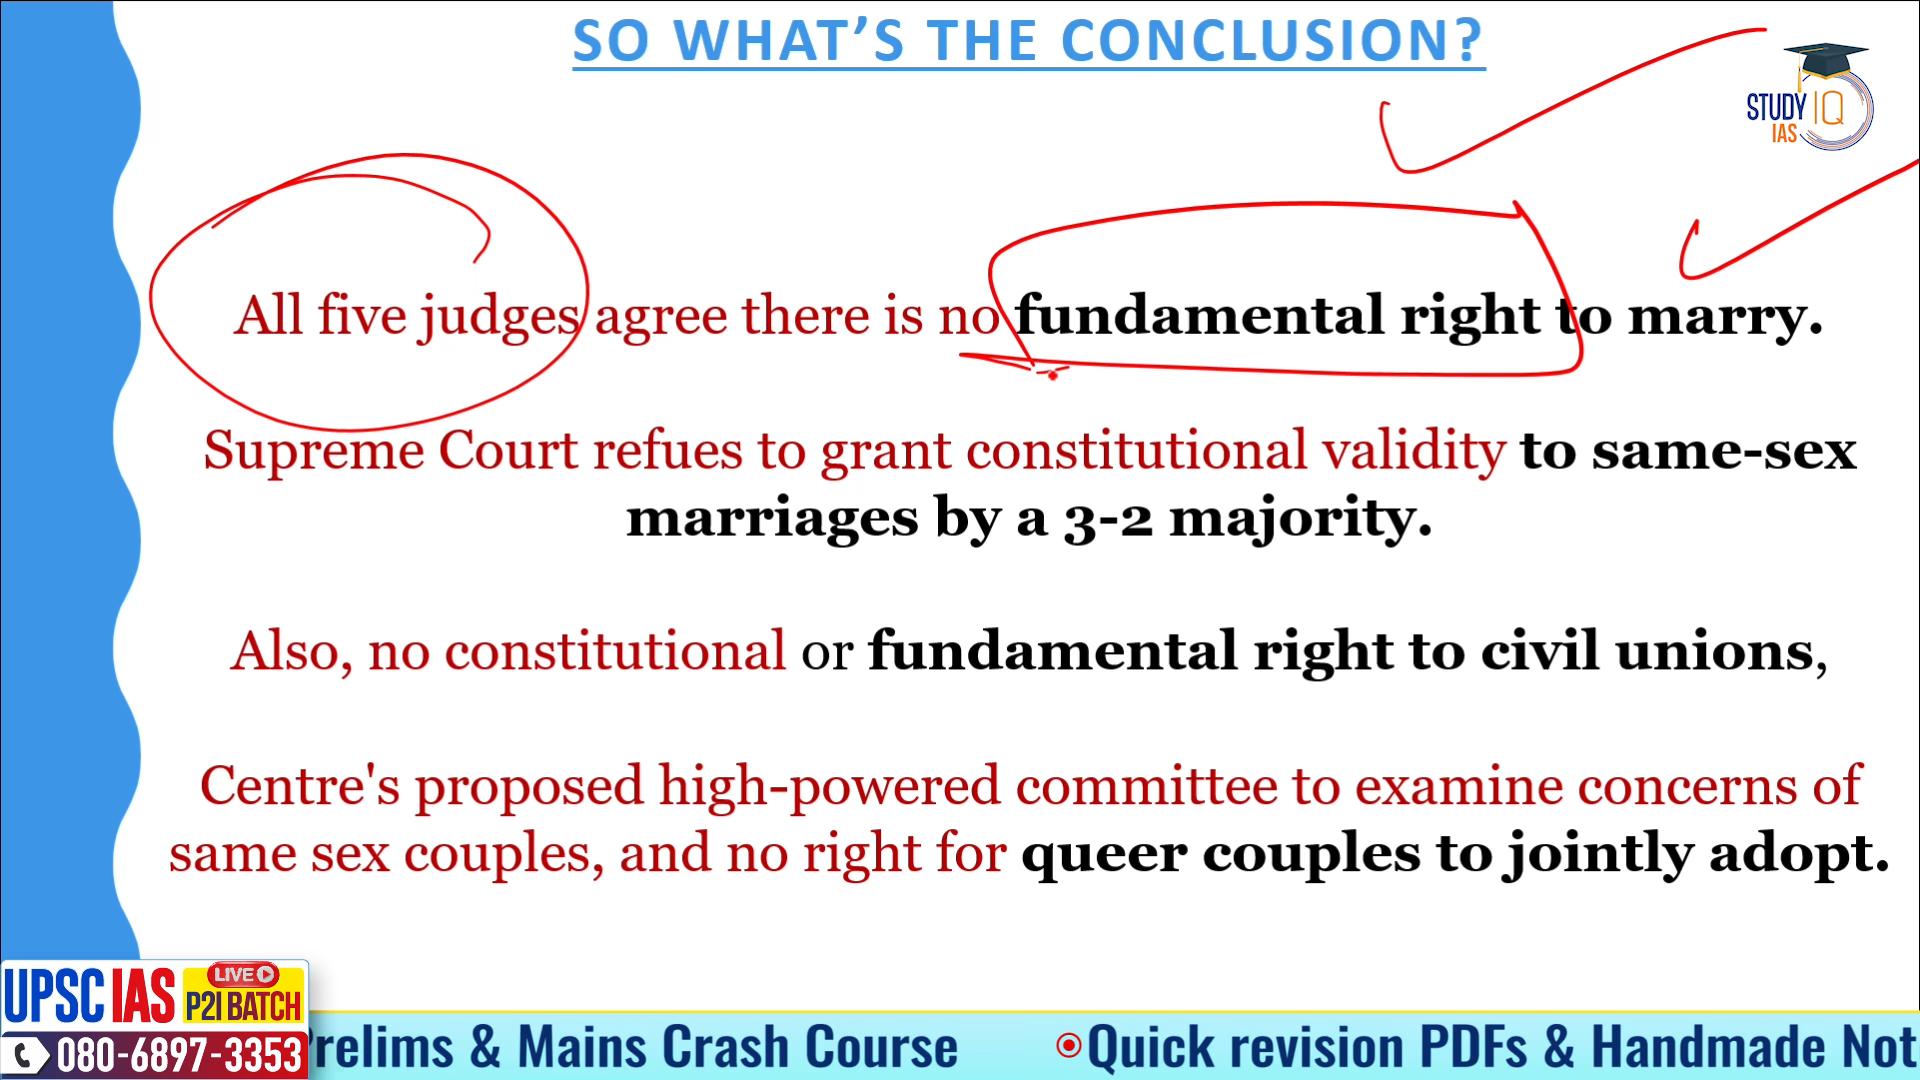 SO WHAT’S THE CONCLUSION?
STUDY IQ
IAS
All five judges agree there is no fundamental right to marry.
Supreme Court refues to grant constitutional validity to same-sex
marriages by a 3-2 majority.
Also, no constitutional or fundamental right to civil unions,
Centre's proposed high-powered committee to examine concerns of
same sex couples, and no right for queer couples to jointly adopt.
UPSC IAS LIVE
P2I BATCH
080-6897-3353
Prelims & Mains Crash Course
Quick revision PDFs & Handmade Not